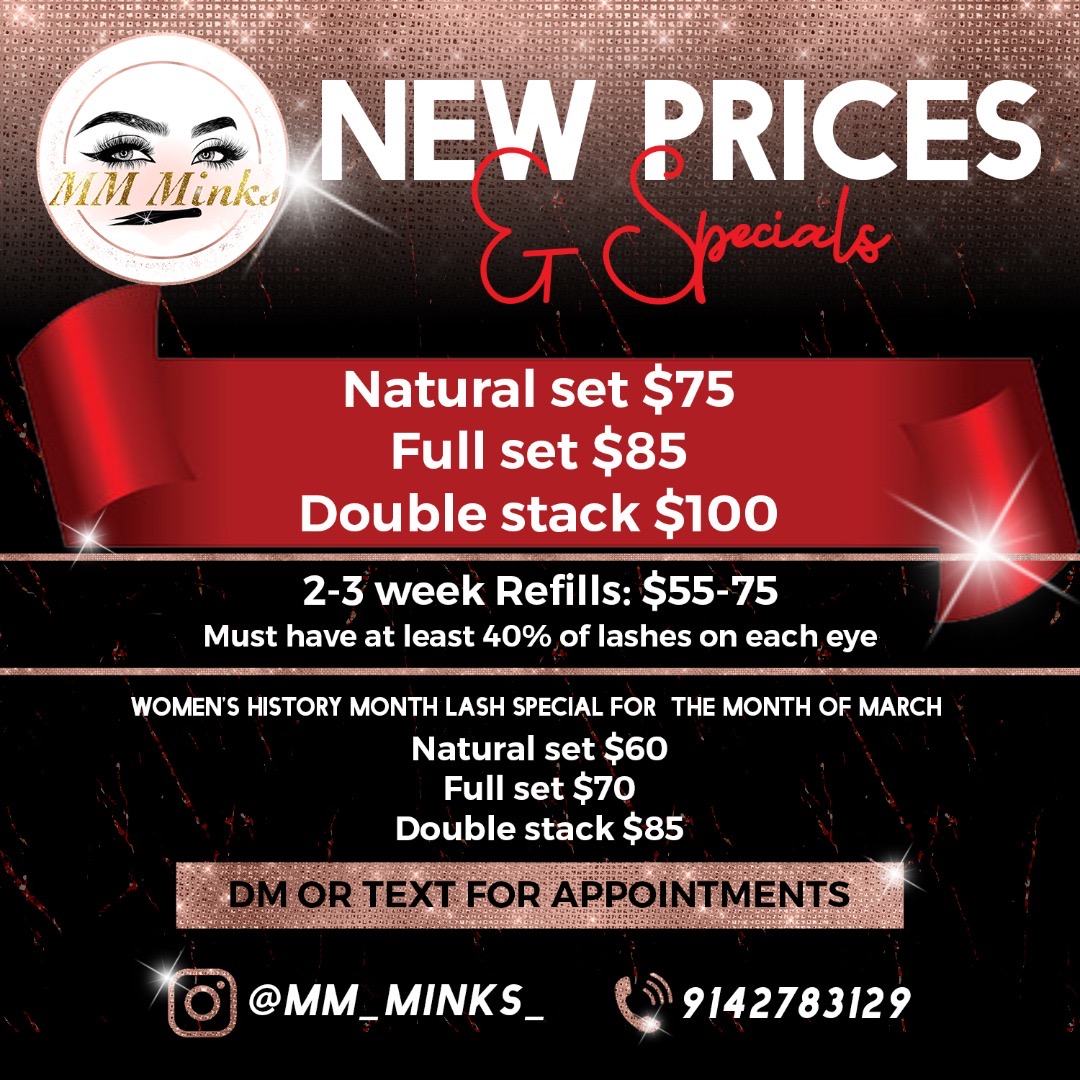 MM Minks
NEW PRICES
& Specials
Natural set $75
Full set $85
Double stack $100
2-3 week Refills: $55-75
Must have at least 40% of lashes on each eye
WOMEN'S HISTORY MONTH LASH SPECIAL FOR THE MONTH OF MARCH
Natural set $60
Full set $70
Double stack $85
DM OR TEXT FOR APPOINTMENTS
@MM_MINKS_
9142783129